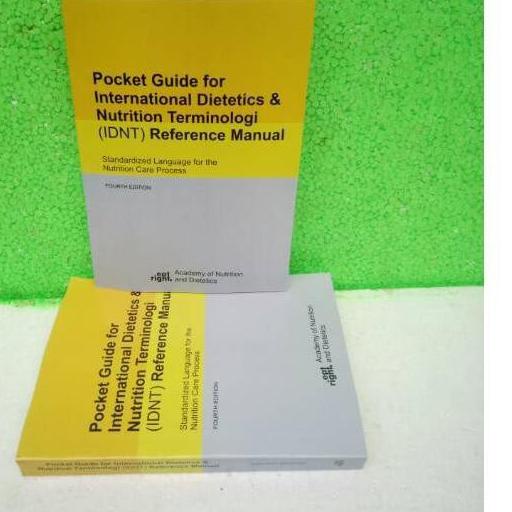 Pocket Guide for
International Dietetics &
Nutrition Terminologi
(IDNT) Reference Manual
Standardized Language for the
Nutrition Care Process
FOURTH EDITION
right. Academy of Nutrition
and Dietetics
Pocket Guide for
International Dietetics &
Nutrition Terminologi
(IDNT) Reference Manual
Standardized Language for the
Nutrition Care Process
FOURTH EDITION
right. Academy of Nutrition
and Dietetics
Pocket Guide for International Dietetics &
Nutrition Terminologi (IDNT) Reference Manual